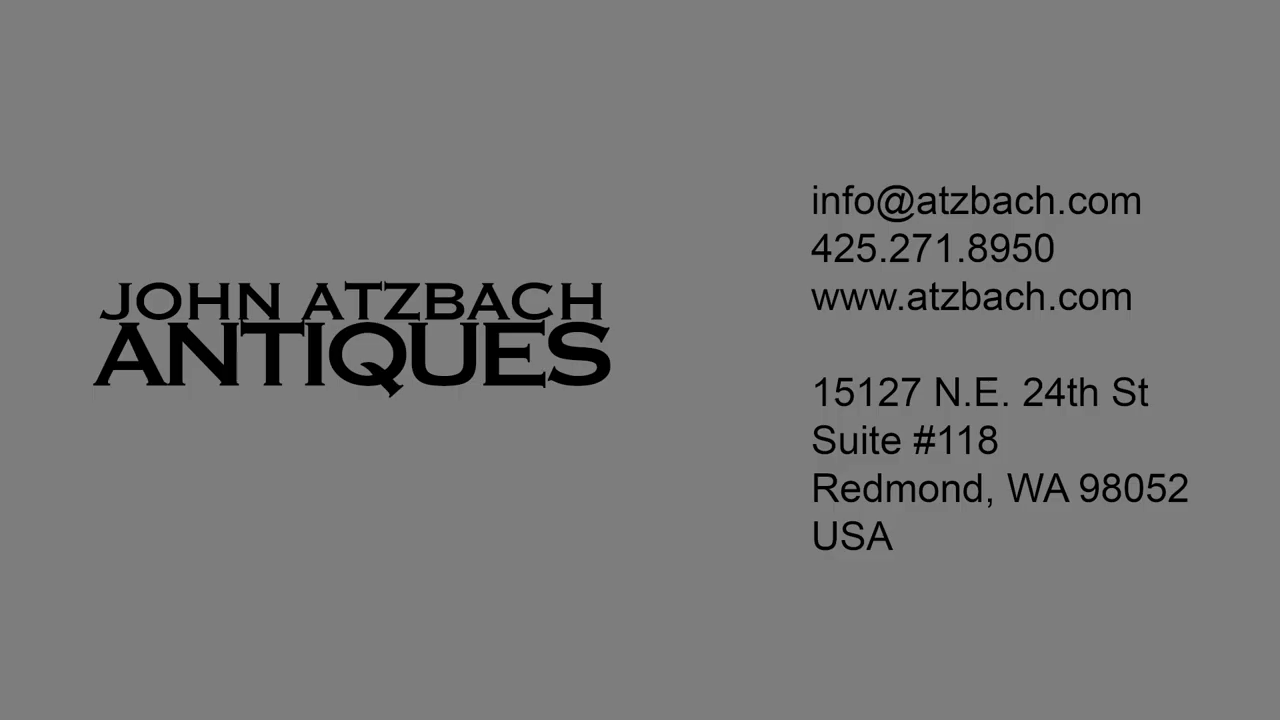 JOHN ATZBACH
ANTIQUES
info@atzbach.com
425.271.8950
www.atzbach.com
15127 N.E. 24th St
Suite #118
Redmond, WA 98052
USA